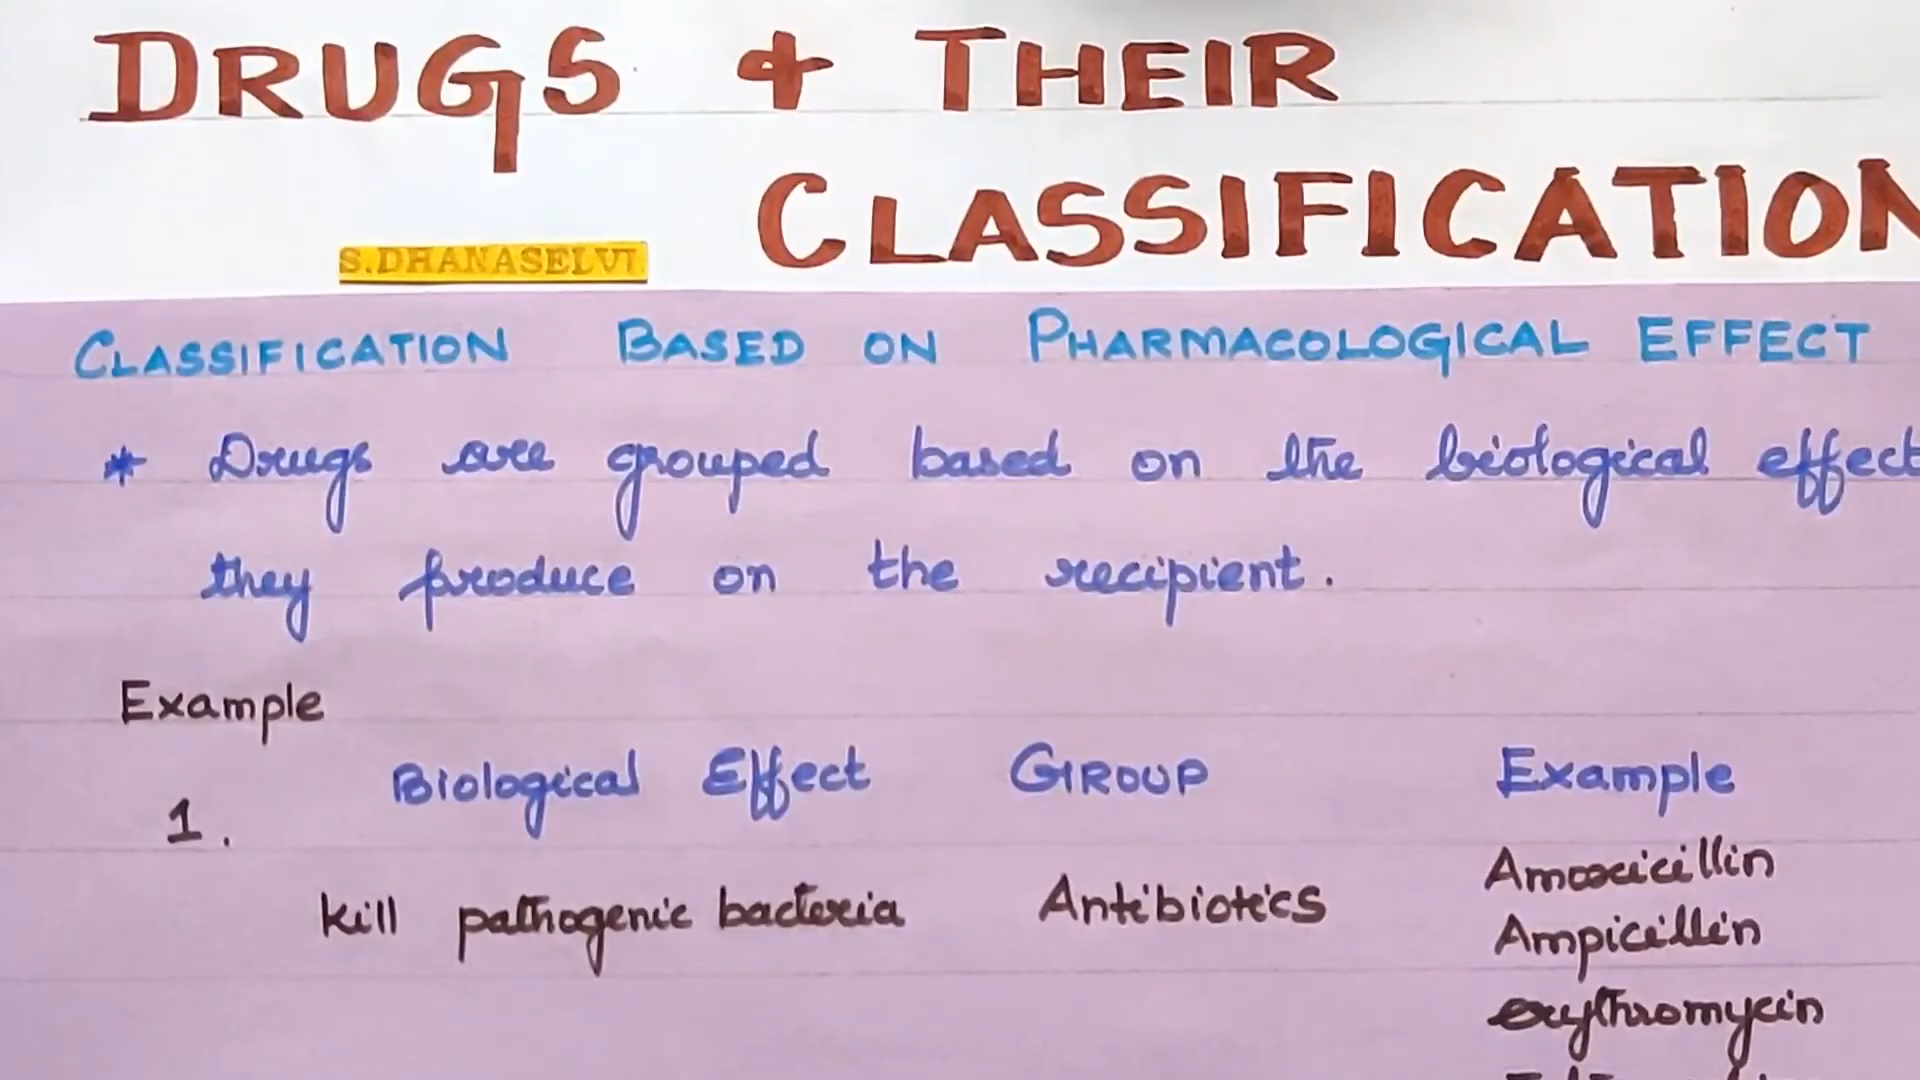 DRUGS & THEIR
CLASSIFICATION
S.DHANASELVI
CLASSIFICATION BASED ON PHARMACOLOGICAL EFFECT
* Drugs are grouped based on the biological effect
they produce on the recipient.
Example
Biological Effect GROUP Example
1.
Amoxicillin
kill pathogenic bacteria Antibiotics
Ampicillin
erythromycin